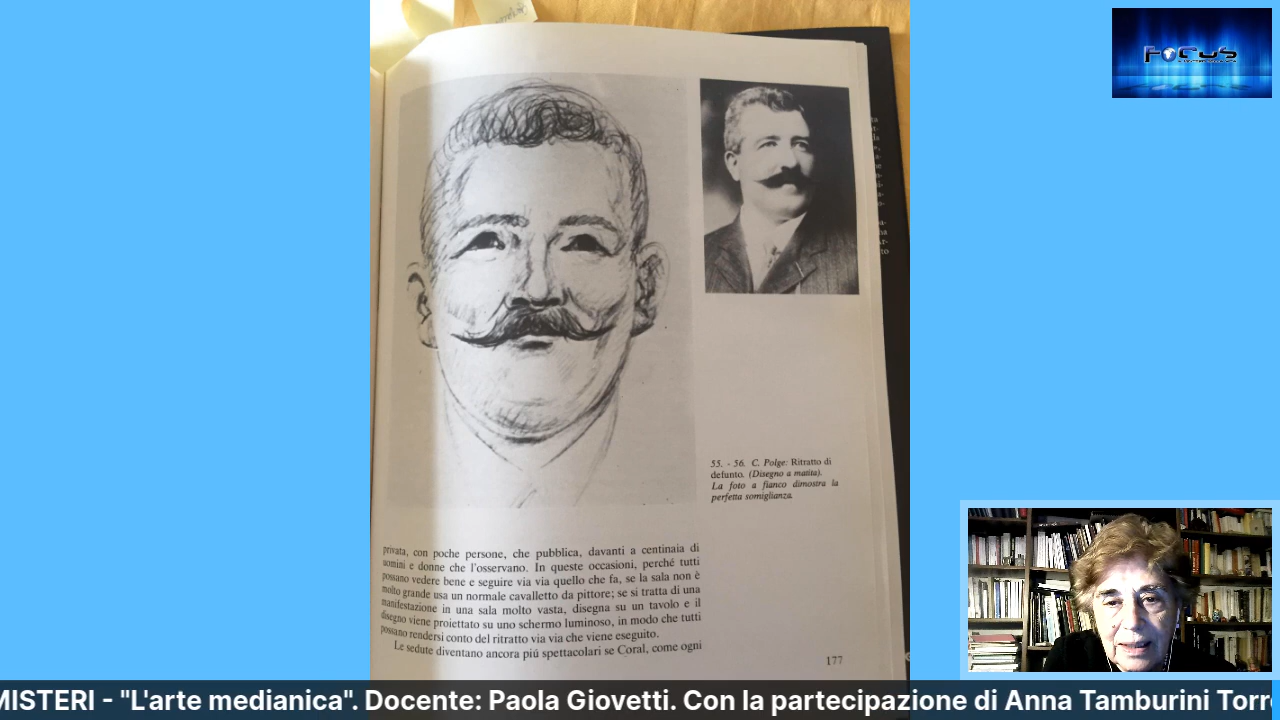 FOCUS
55. - 56. C. Polge: Ritratto di
defunto. (Disegno a matita).
La foto a fianco dimostra la
perfetta somiglianza.
privata, con poche persone, che pubblica, davanti a centinaia di
uomini e donne che l'osservano. In queste occasioni, perché tutti
possano vedere bene e seguire via via quello che fa, se la sala non è
molto grande usa un normale cavalletto da pittore; se si tratta di una
manifestazione in una sala molto vasta, disegna su un tavolo e il
disegno viene proiettato su uno schermo luminoso, in modo che tutti
possano rendersi conto del ritratto via via che viene eseguito.
Le sedute diventano ancora piú spettacolari se Coral, come ogni
177
MISTERI - "L'arte medianica". Docente: Paola Giovetti. Con la partecipazione di Anna Tamburini Torre